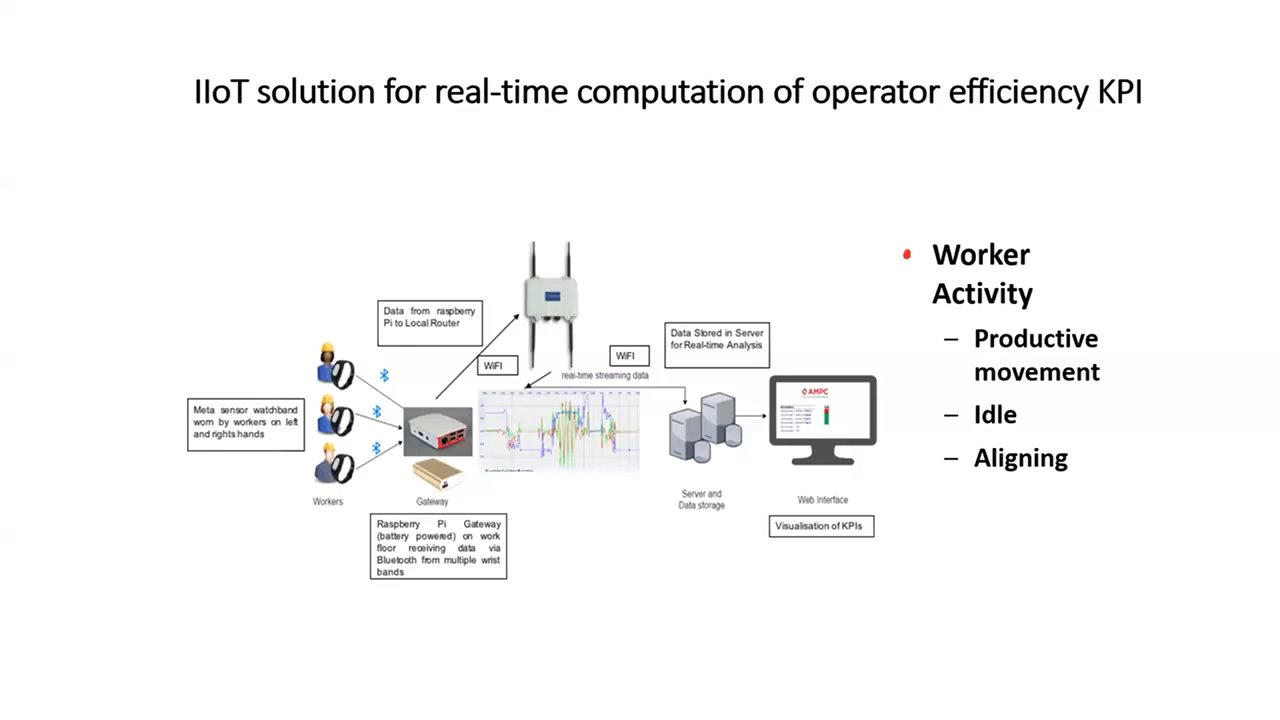 IIoT solution for real-time computation of operator efficiency KPI
Data from raspberry
Pi to Local Router
WiFI
WiFI
real-time streaming data
Data Stored in Server
for Real-time Analysis
Meta sensor watchband
worn by workers on left
and rights hands
Workers
Gateway
Raspberry Pi Gateway
(battery powered) on work
floor receiving data via
Bluetooth from multiple wrist
bands
Server and
Data storage
AMPC
Web Interface
Visualisation of KPIs
• Worker
Activity
– Productive
movement
– Idle
– Aligning